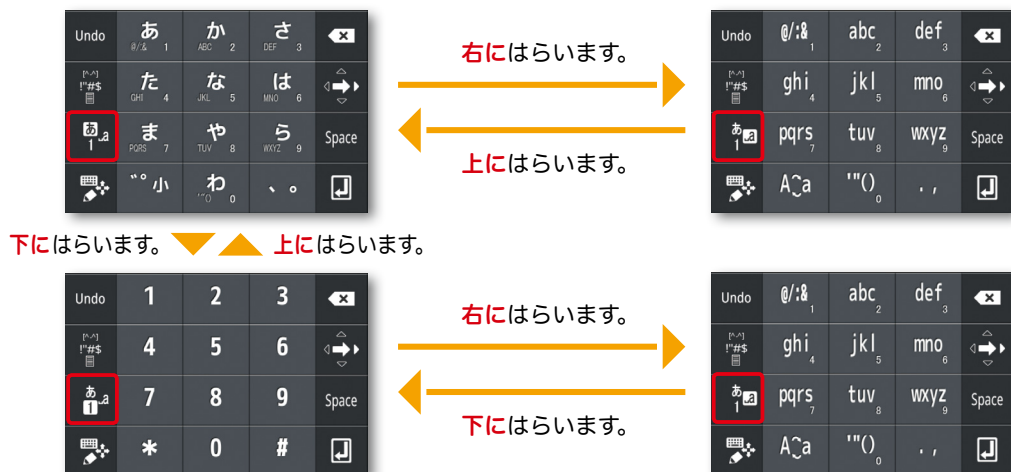 Undo あ @/:& 1 か ABC 2 さ DEF 3
[^.^] !"#$ た GHI 4 な JKL 5 は MNO 6
あ 1 .a ま PQRS 7 や TUV 8 ら WXYZ 9 Space
゛゜小 わ '"() 0 、。
右にはらいます。
上にはらいます。
Undo @/:& 1 abc 2 def 3
[^.^] !"#$ ghi 4 jkl 5 mno 6
あ 1 .a pqrs 7 tuv 8 wxyz 9 Space
A a '"() 0 . ,
下にはらいます。 上にはらいます。
Undo 1 2 3
[^.^] !"#$ 4 5 6
あ 1 .a 7 8 9 Space
* 0 #
右にはらいます。
下にはらいます。
Undo @/:& 1 abc 2 def 3
[^.^] !"#$ ghi 4 jkl 5 mno 6
あ 1 .a pqrs 7 tuv 8 wxyz 9 Space
A a '"() 0 . ,